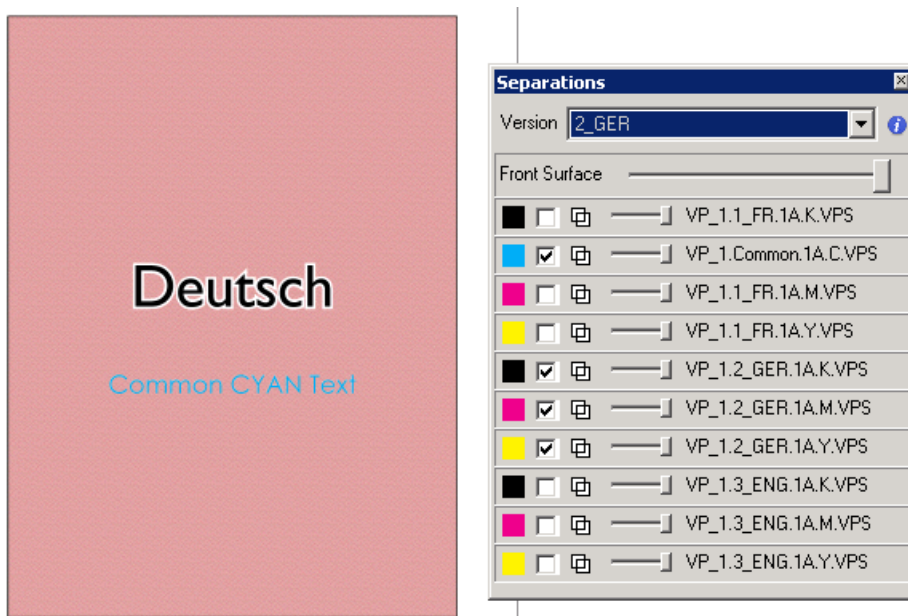 Deutsch
Common CYAN Text
Separations
Version 2_GER
Front Surface
VP_1.1_FR.1A.K.VPS
VP_1.Common.1A.C.VPS
VP_1.1_FR.1A.M.VPS
VP_1.1_FR.1A.Y.VPS
VP_1.2_GER.1A.K.VPS
VP_1.2_GER.1A.M.VPS
VP_1.2_GER.1A.Y.VPS
VP_1.3_ENG.1A.K.VPS
VP_1.3_ENG.1A.M.VPS
VP_1.3_ENG.1A.Y.VPS